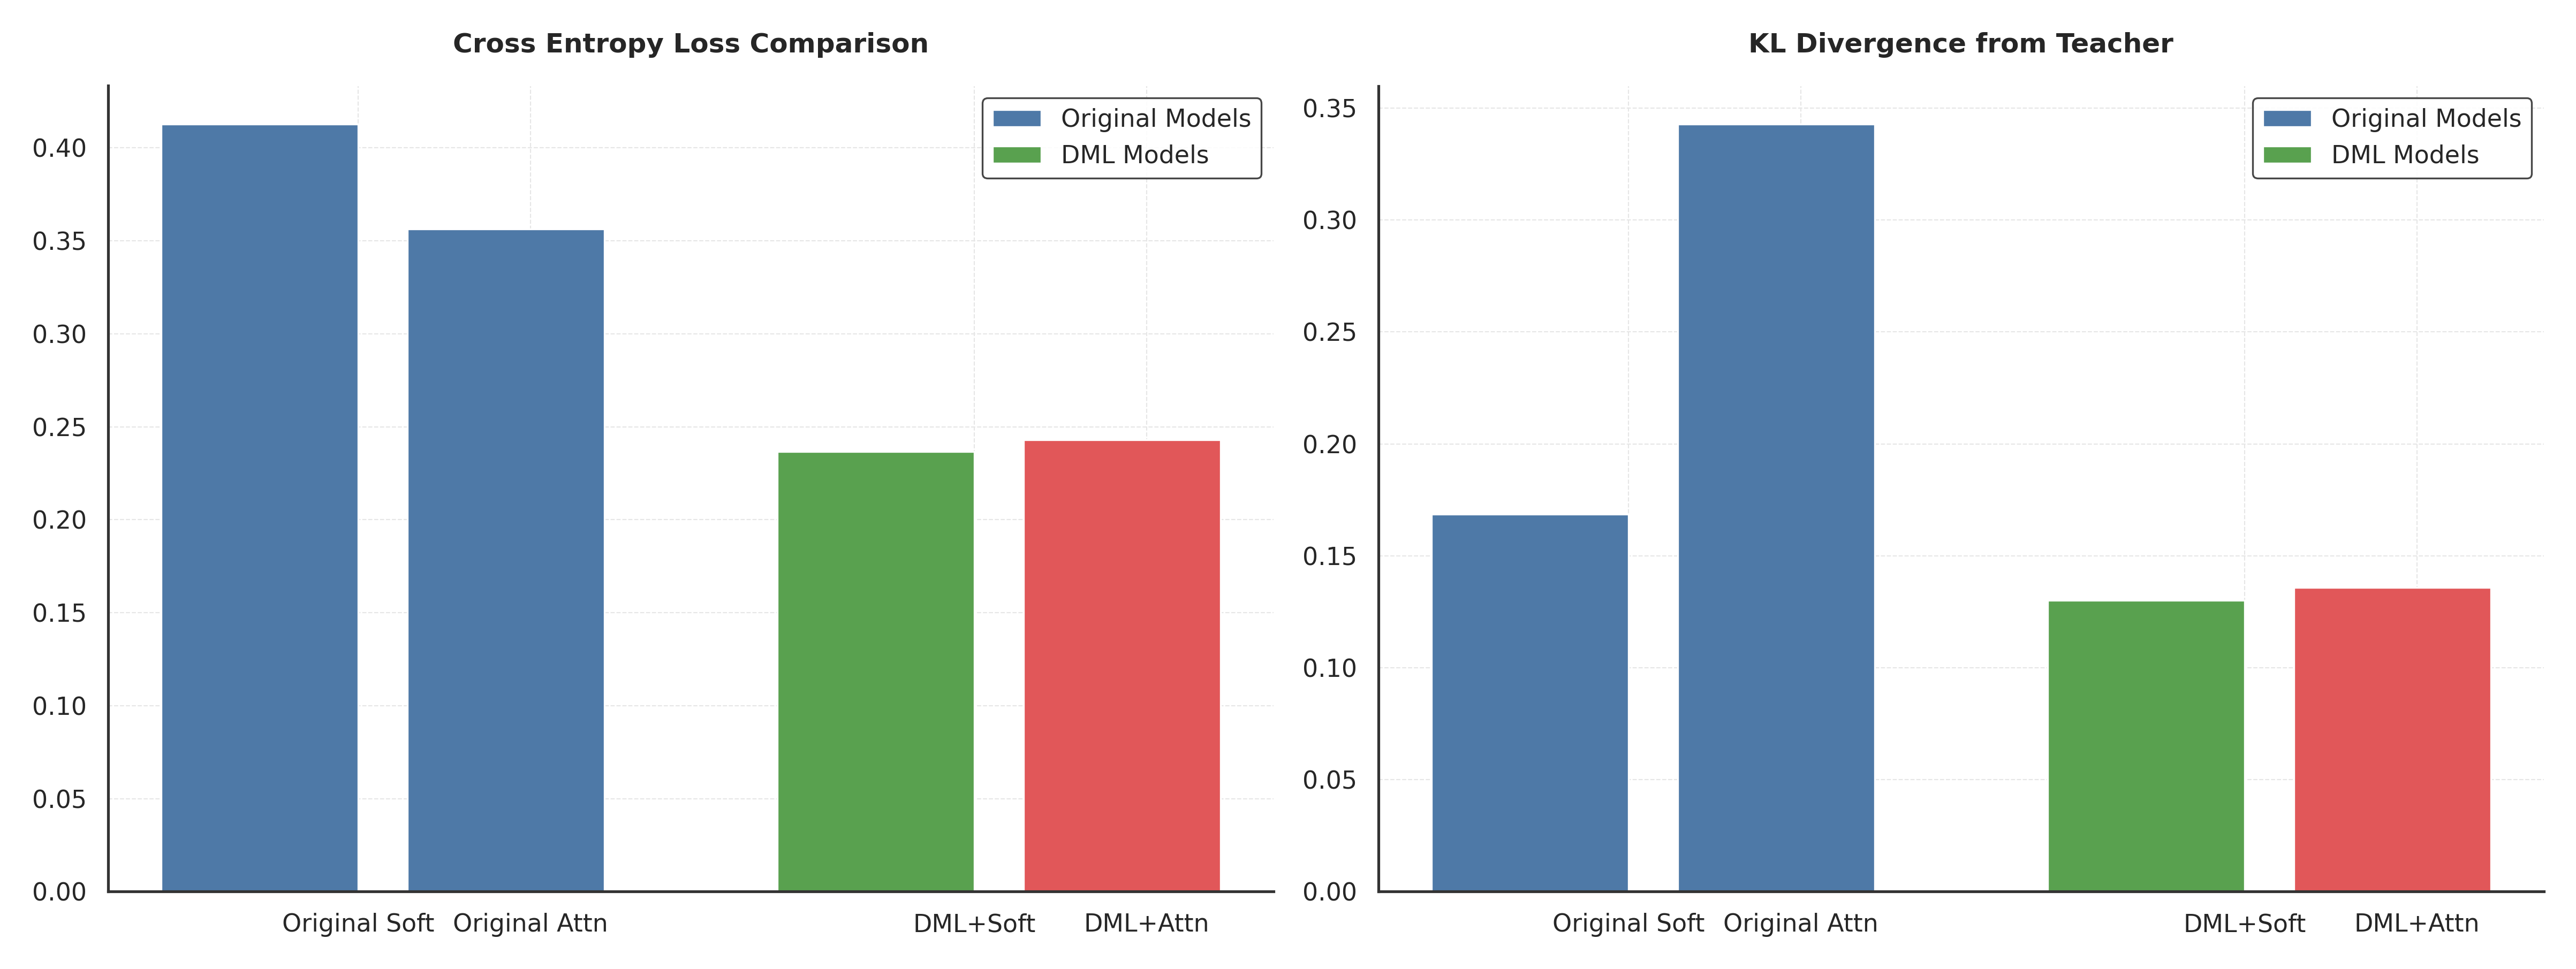 Cross Entropy Loss Comparison
0.40
0.35
0.30
0.25
0.20
0.15
0.10
0.05
0.00
Original Models
DML Models
Original Soft Original Attn DML+Soft DML+Attn
KL Divergence from Teacher
0.35
0.30
0.25
0.20
0.15
0.10
0.05
0.00
Original Models
DML Models
Original Soft Original Attn DML+Soft DML+Attn